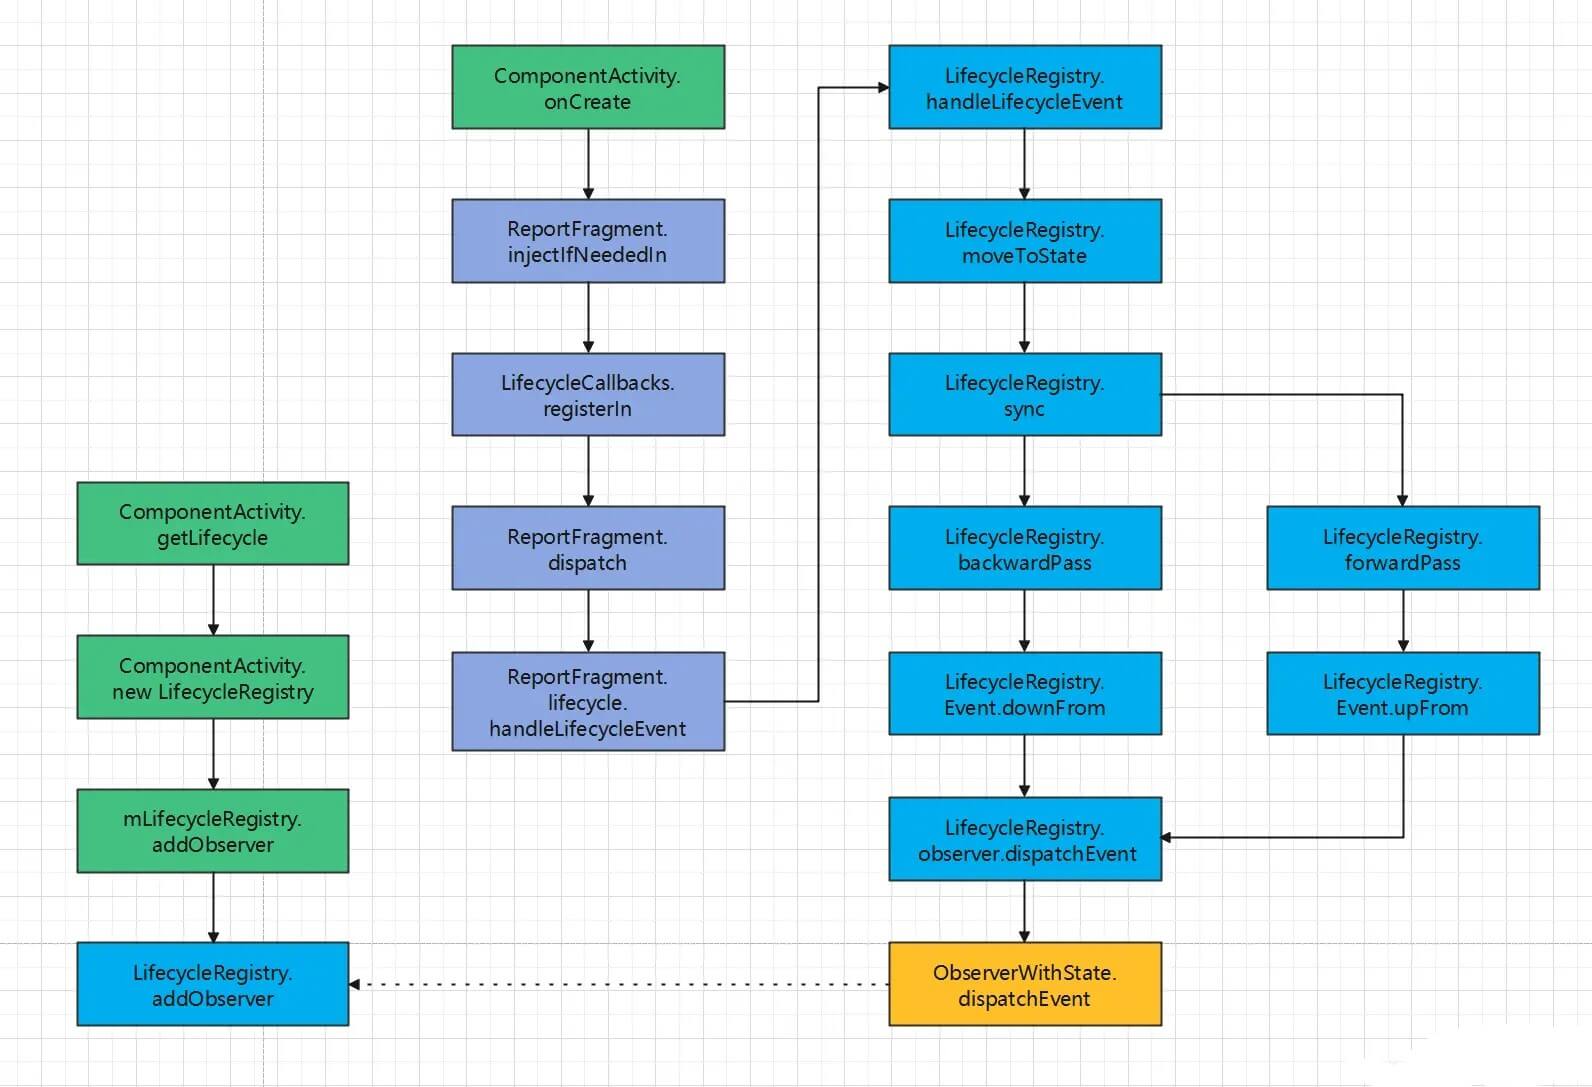 ComponentActivity.
onCreate
ReportFragment.
injectIfNeededIn
LifecycleCallbacks.
registerIn
ReportFragment.
dispatch
ReportFragment.
lifecycle.
handleLifecycleEvent
LifecycleRegistry.
handleLifecycleEvent
LifecycleRegistry.
moveToState
LifecycleRegistry.
sync
LifecycleRegistry.
backwardPass
LifecycleRegistry.
forwardPass
LifecycleRegistry.
Event.downFrom
LifecycleRegistry.
Event.upFrom
LifecycleRegistry.
observer.dispatchEvent
ObserverWithState.
dispatchEvent
ComponentActivity.
getLifecycle
ComponentActivity.
new LifecycleRegistry
mLifecycleRegistry.
addObserver
LifecycleRegistry.
addObserver